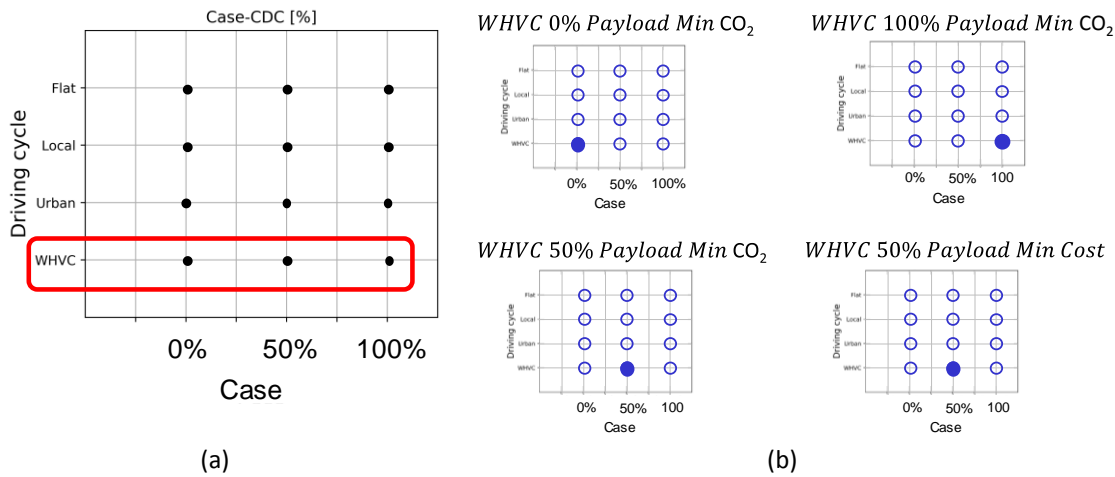 Case-CDC [%]
Driving cycle
Flat
Local
Urban
WHVC
0% 50% 100%
Case
(a)
WHVC 0% Payload Min CO₂
Driving cycle
Flat
Local
Urban
WHVC
0% 50% 100%
Case
WHVC 100% Payload Min CO₂
Driving cycle
Flat
Local
Urban
WHVC
0% 50% 100
Case
WHVC 50% Payload Min CO₂
Driving cycle
Flat
Local
Urban
WHVC
0% 50% 100
Case
WHVC 50% Payload Min Cost
Driving cycle
Flat
Local
Urban
WHVC
0% 50% 100
Case
(b)